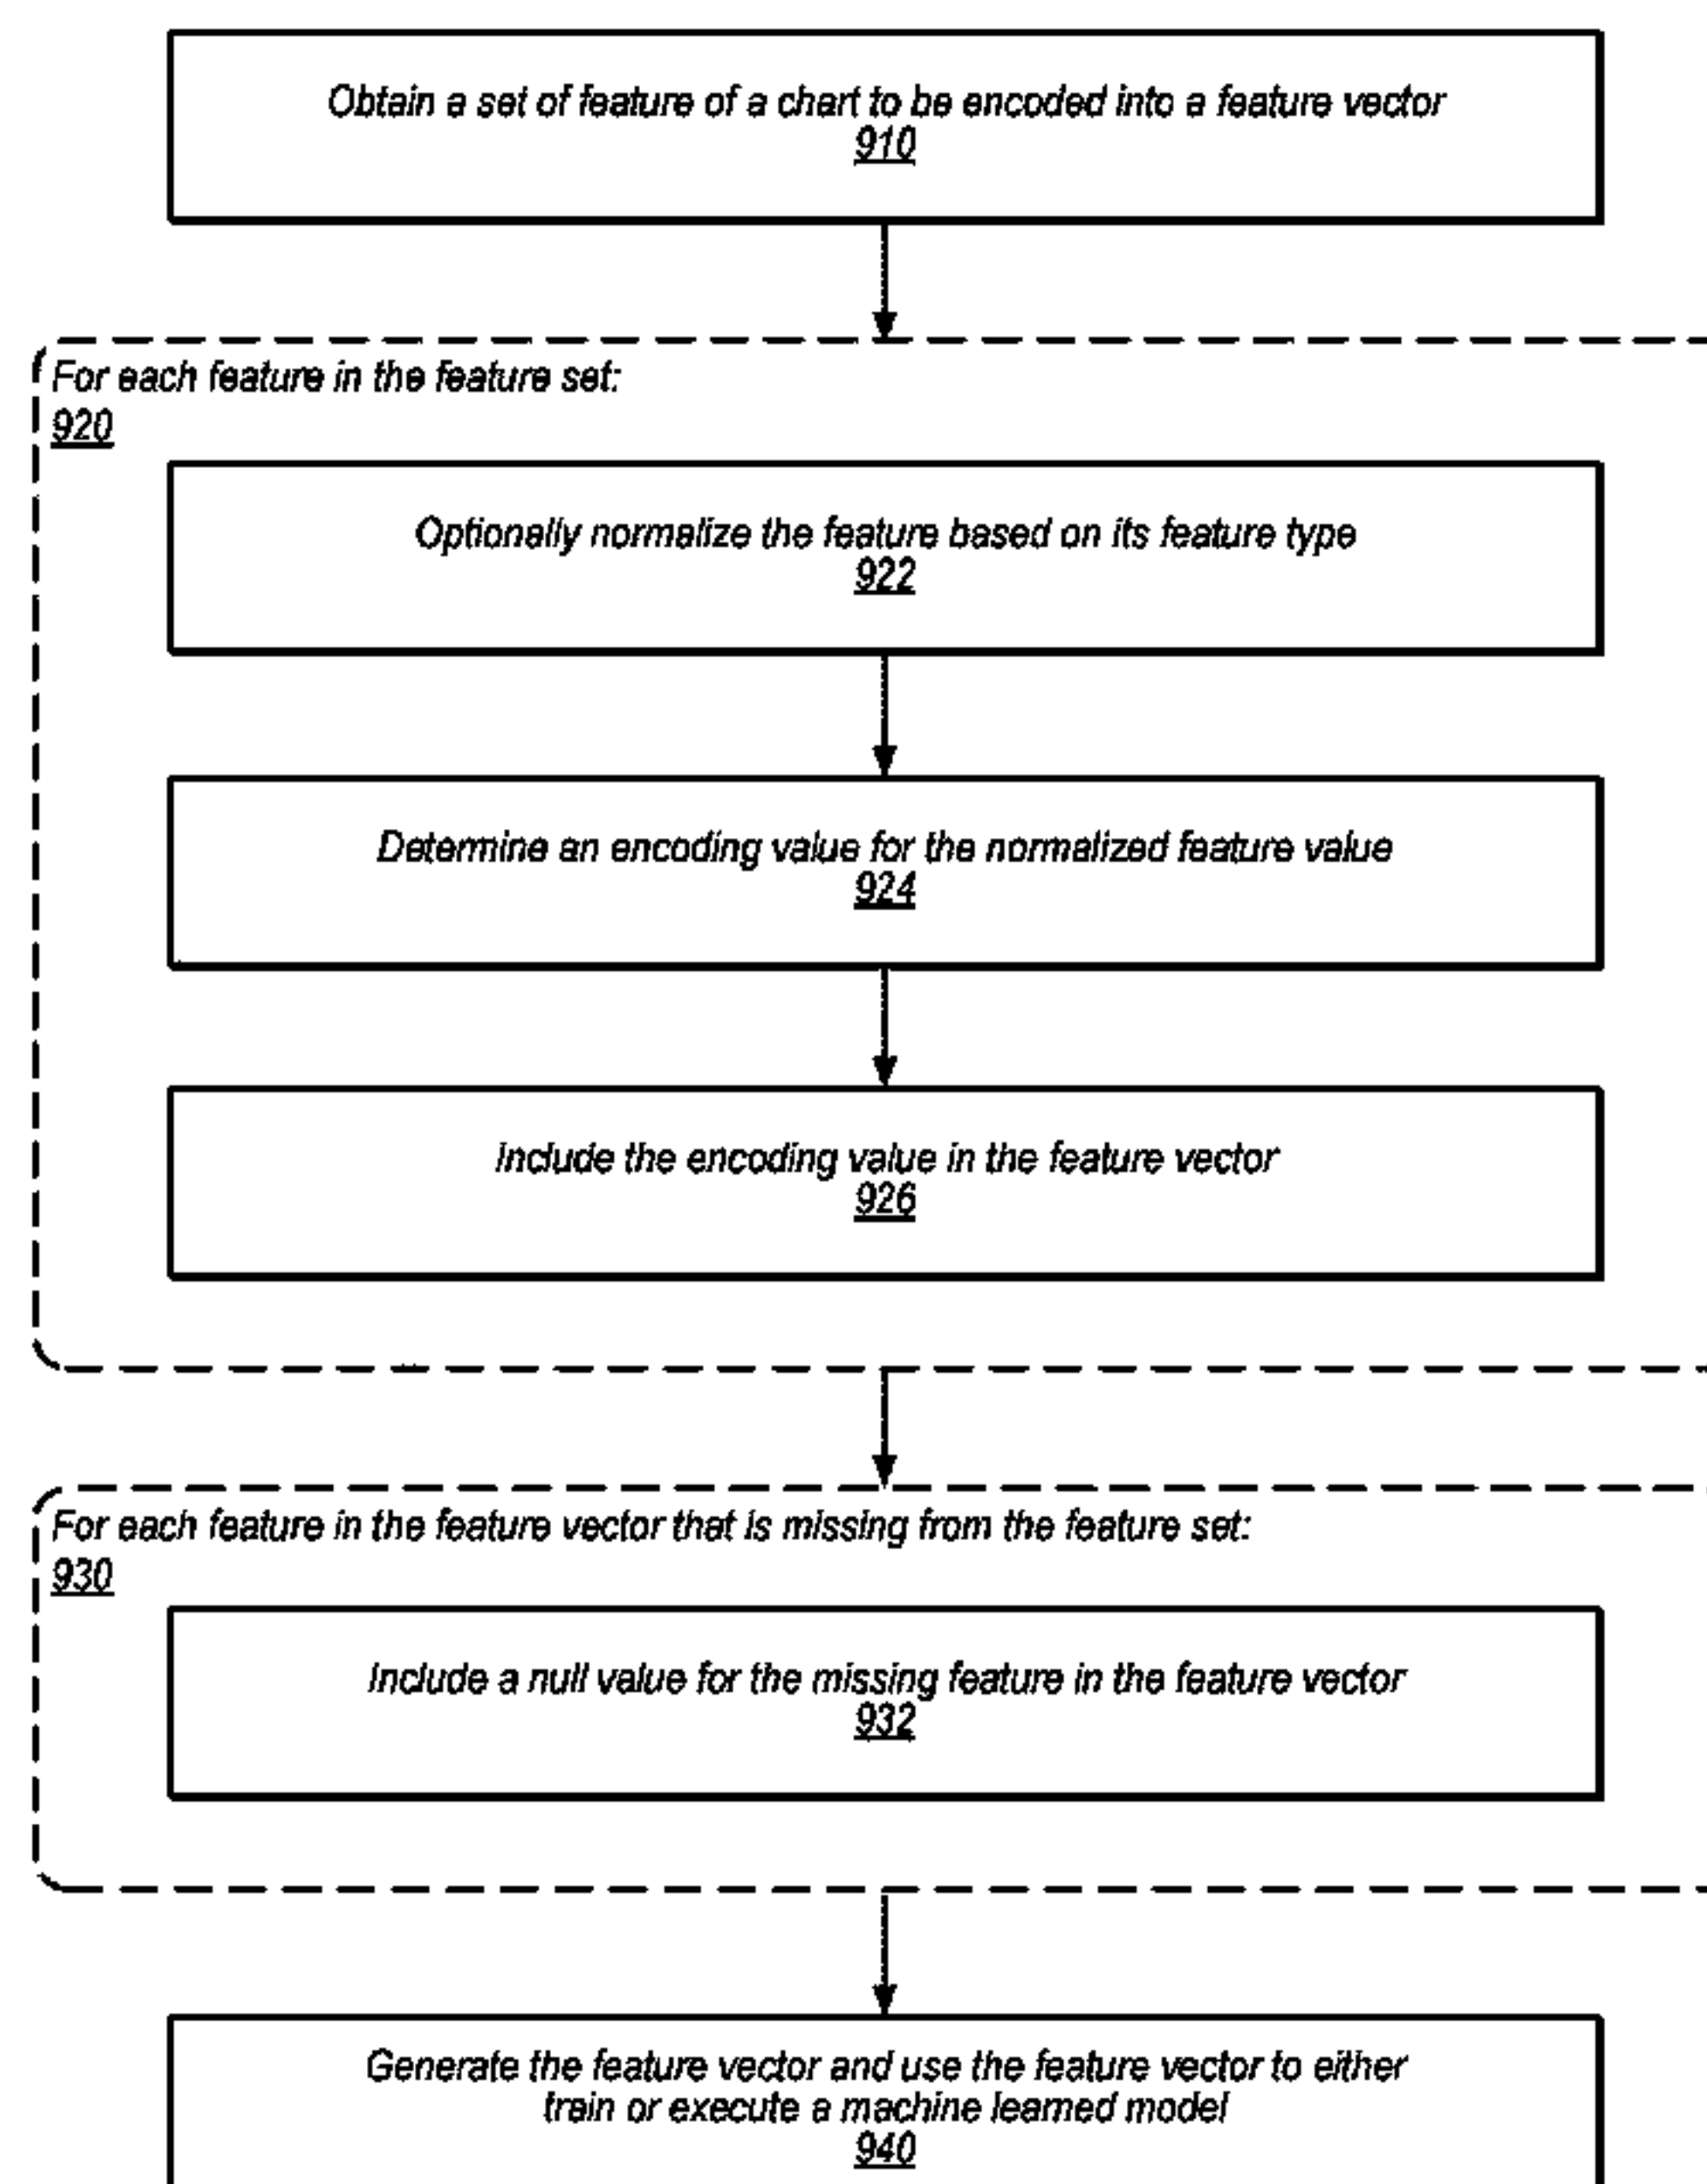 Obtain a set of feature of a chart to be encoded into a feature vector
910
For each feature in the feature set:
920
Optionally normalize the feature based on its feature type
922
Determine an encoding value for the normalized feature value
924
Include the encoding value in the feature vector
926
For each feature in the feature vector that is missing from the feature set:
930
Include a null value for the missing feature in the feature vector
932
Generate the feature vector and use the feature vector to either
train or execute a machine learned model
940